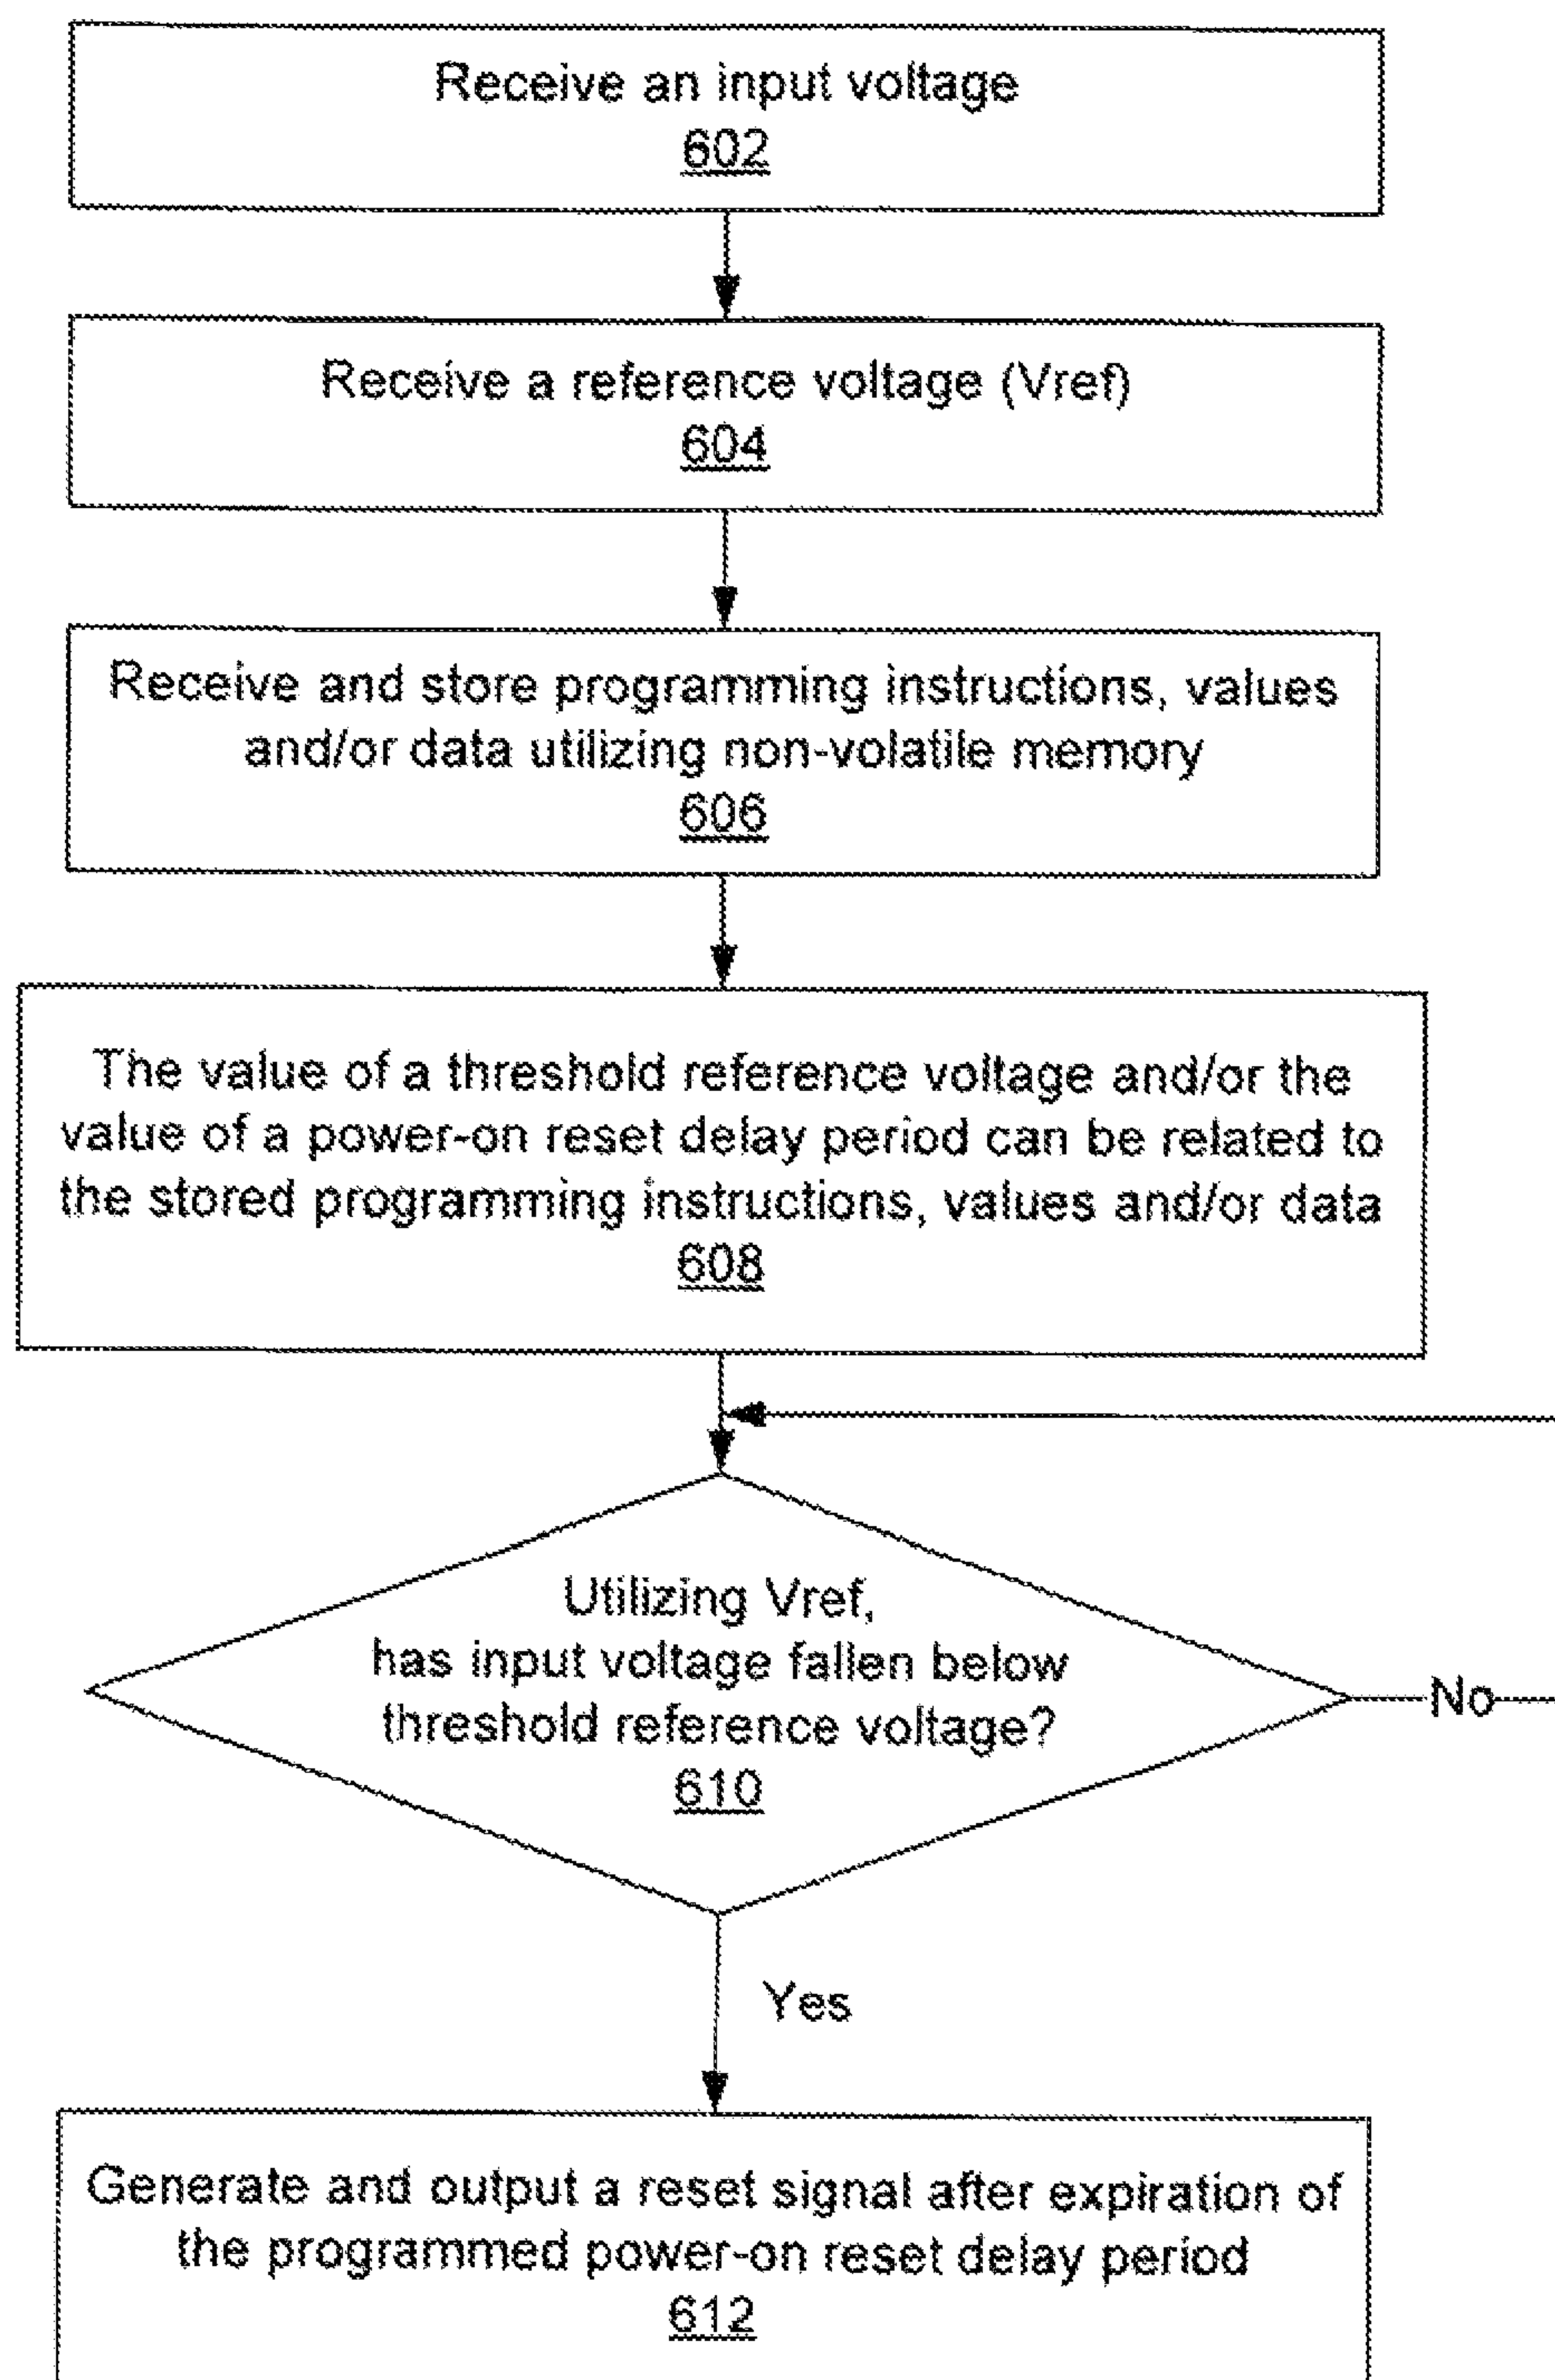 Receive an input voltage
602
Receive a reference voltage (Vref)
604
Receive and store programming instructions, values
and/or data utilizing non-volatile memory
606
The value of a threshold reference voltage and/or the
value of a power-on reset delay period can be related to
the stored programming instructions, values and/or data
608
Utilizing Vref,
has input voltage fallen below
threshold reference voltage?
610
No
Yes
Generate and output a reset signal after expiration of
the programmed power-on reset delay period
612